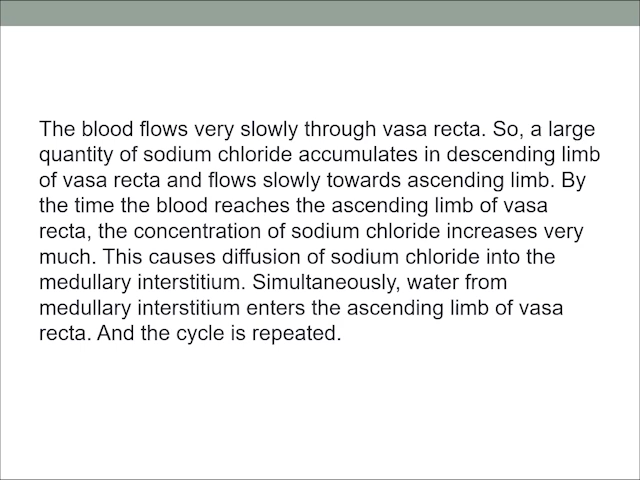 The blood flows very slowly through vasa recta. So, a large
quantity of sodium chloride accumulates in descending limb
of vasa recta and flows slowly towards ascending limb. By
the time the blood reaches the ascending limb of vasa
recta, the concentration of sodium chloride increases very
much. This causes diffusion of sodium chloride into the
medullary interstitium. Simultaneously, water from
medullary interstitium enters the ascending limb of vasa
recta. And the cycle is repeated.